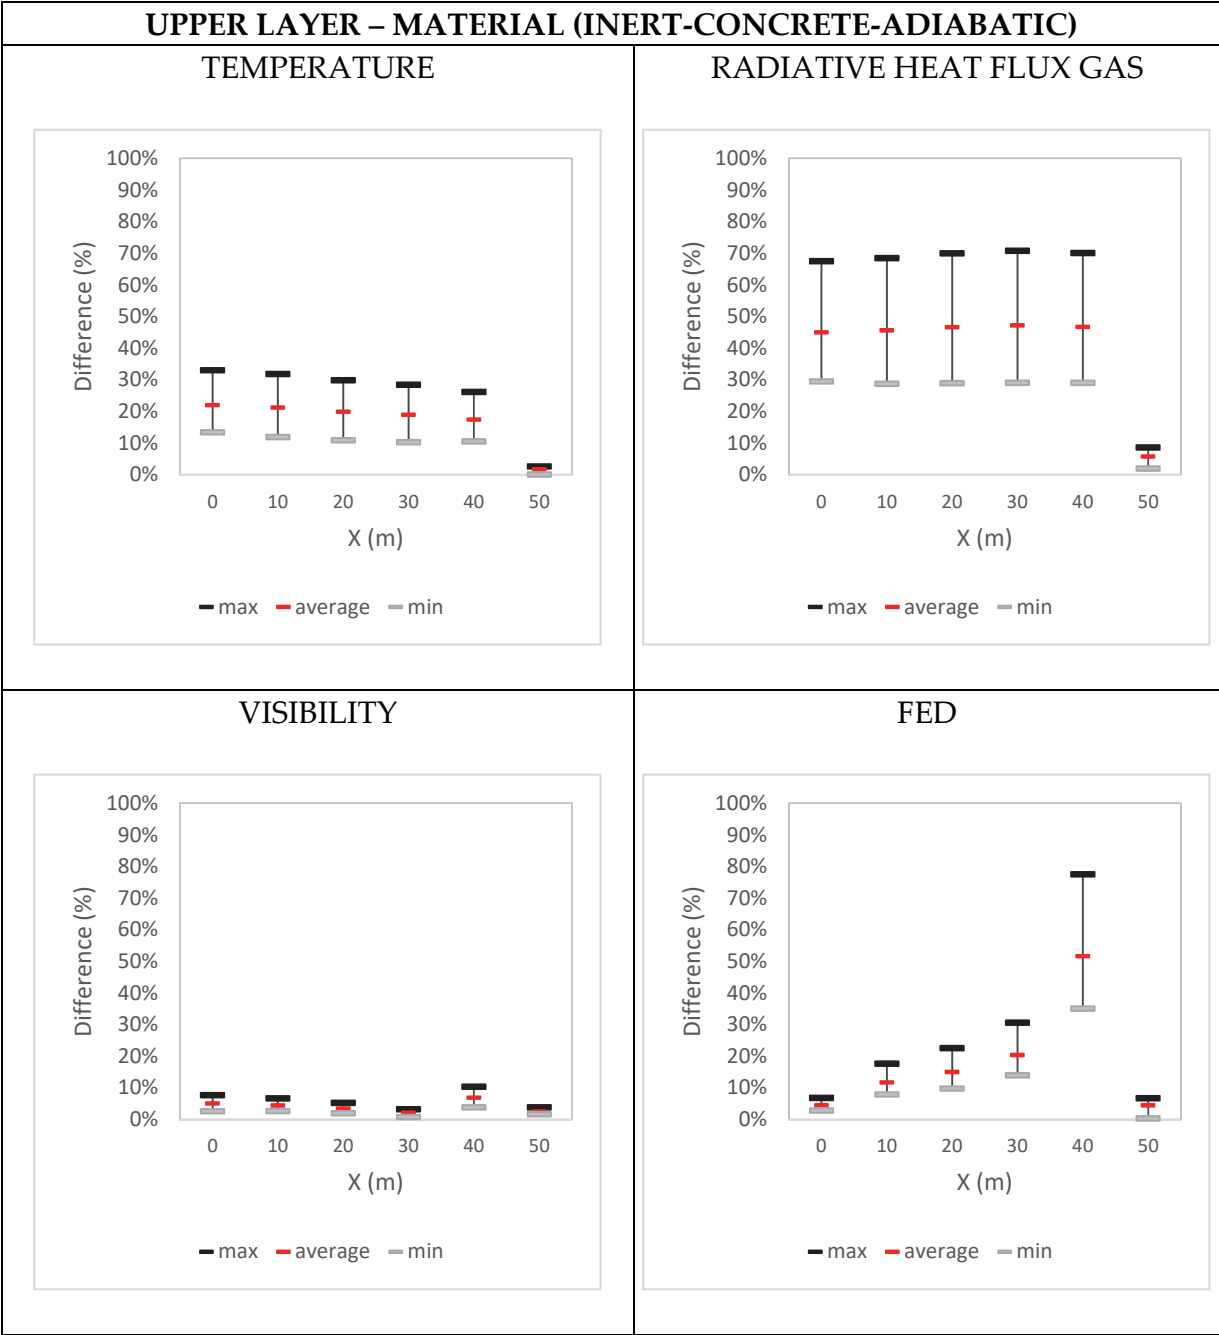 UPPER LAYER – MATERIAL (INERT-CONCRETE-ADIABATIC)
TEMPERATURE
100%
90%
80%
70%
60%
50%
40%
30%
20%
10%
0%
Difference (%)
0 10 20 30 40 50
X (m)
max average min
RADIATIVE HEAT FLUX GAS
100%
90%
80%
70%
60%
50%
40%
30%
20%
10%
0%
Difference (%)
0 10 20 30 40 50
X (m)
max average min
VISIBILITY
100%
90%
80%
70%
60%
50%
40%
30%
20%
10%
0%
Difference (%)
0 10 20 30 40 50
X (m)
max average min
FED
100%
90%
80%
70%
60%
50%
40%
30%
20%
10%
0%
Difference (%)
0 10 20 30 40 50
X (m)
max average min